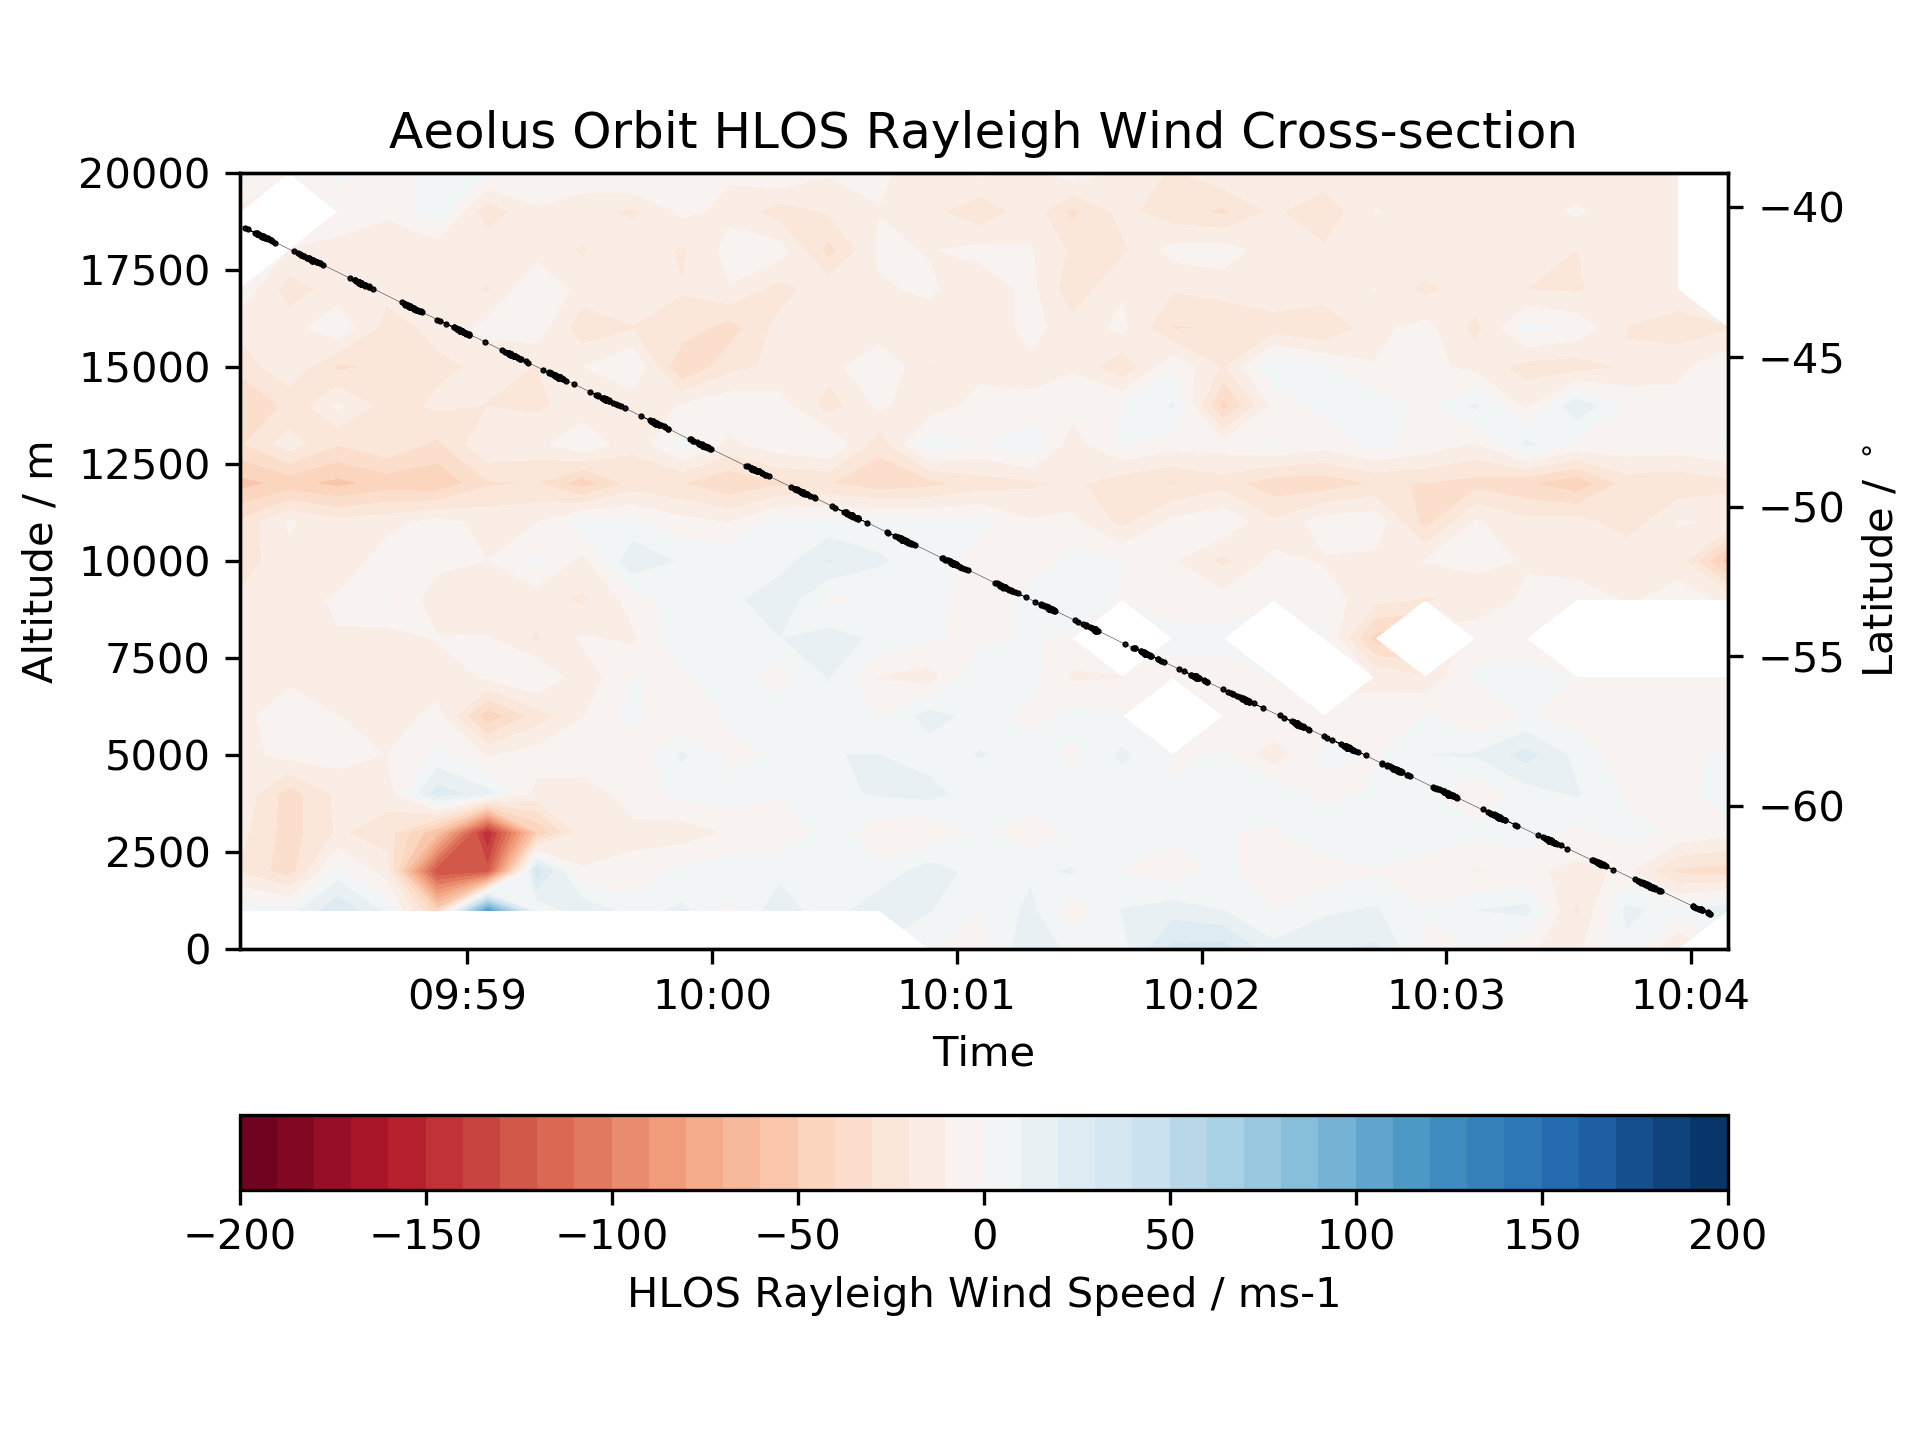 Aeolus Orbit HLOS Rayleigh Wind Cross-section
20000
17500
15000
12500
10000
7500
5000
2500
0
Altitude / m
−40
−45
−50
−55
−60
Latitude / °
09:59 10:00 10:01 10:02 10:03 10:04
Time
−200 −150 −100 −50 0 50 100 150 200
HLOS Rayleigh Wind Speed / ms-1